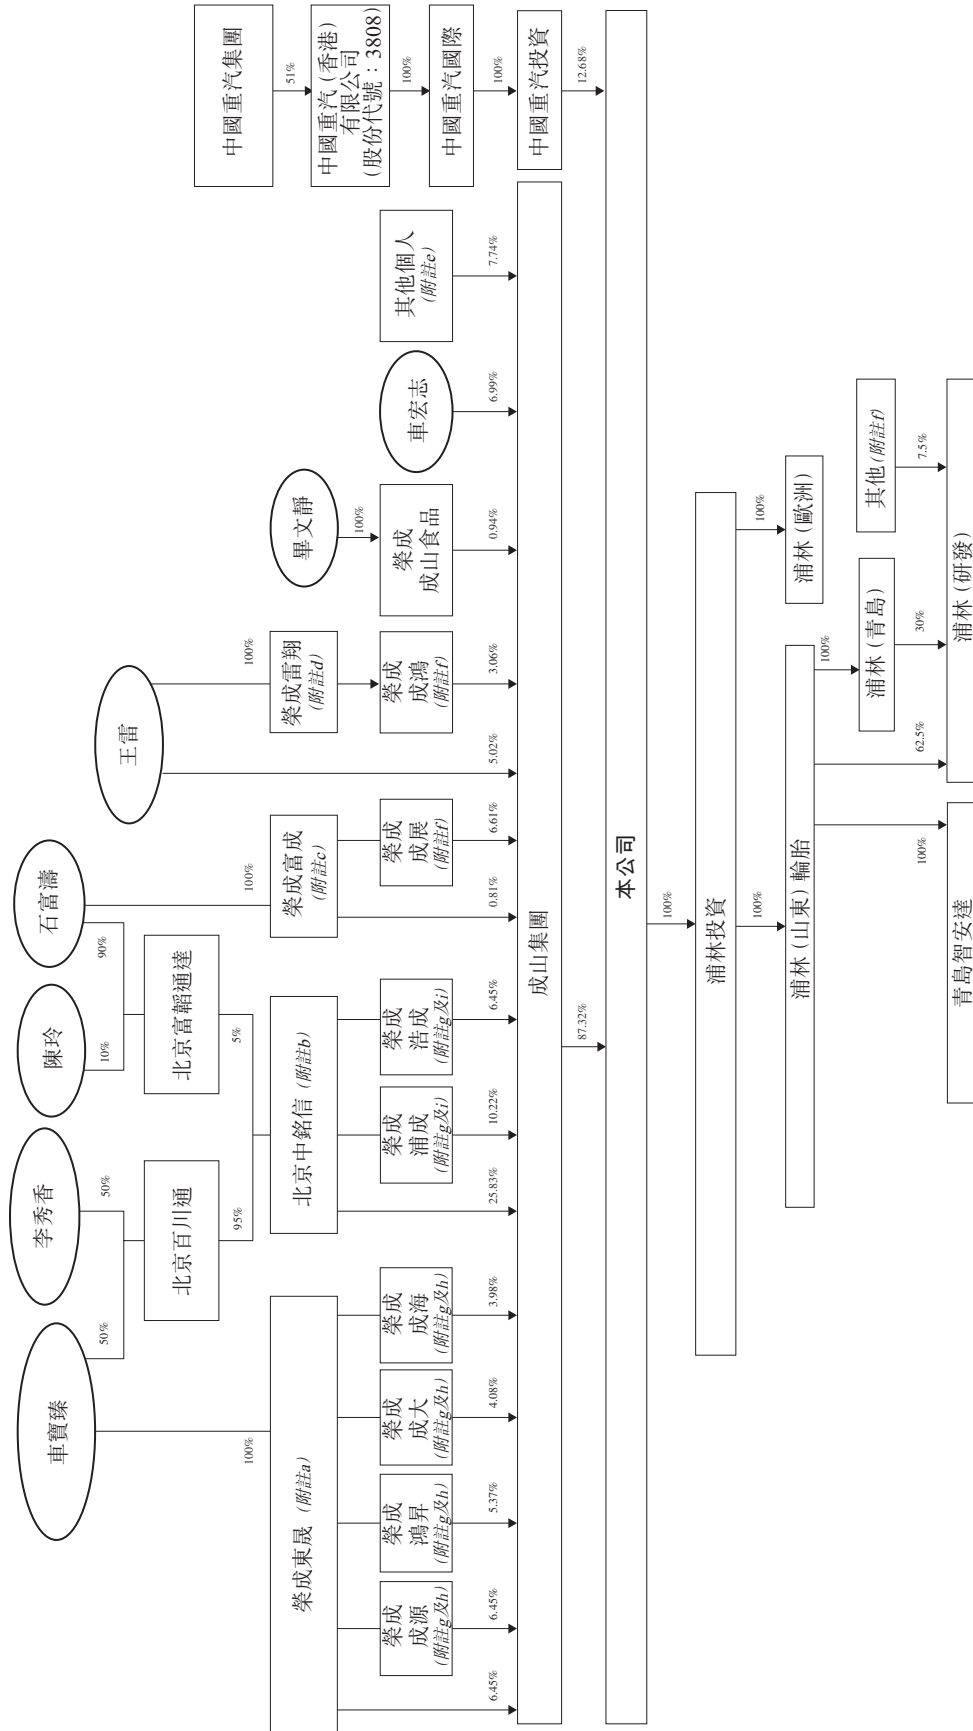 車寶臻
李秀香
陳玲
石富濤
50%
50%
10%
90%
北京百川通
北京富韜通達
王雷
95%
5%
100%
100%
100%
畢文靜
中國重汽集團
榮成東晟 (附註a)
北京中銘信 (附註b)
榮成富成
(附註c)
榮成雷翔
(附註d)
100%
51%
中國重汽 (香港)
有限公司
(股份代號：3808)
榮成
成源
(附註g及h)
榮成
鴻昇
(附註g及h)
榮成
成大
(附註g及h)
榮成
成海
(附註g及h)
榮成
浦成
(附註g及i)
榮成
浩成
(附註g及i)
榮成
成展
(附註f)
榮成
成鴻
(附註f)
榮成
成山食品
車宏志
其他個人
(附註e)
100%
中國重汽國際
6.45%
6.45%
5.37%
4.08%
3.98%
25.83%
10.22%
6.45%
0.81%
6.61%
5.02%
3.06%
0.94%
6.99%
7.74%
100%
成山集團
中國重汽投資
87.32%
12.68%
本公司
100%
浦林投資
100%
100%
浦林 (山東) 輪胎
浦林 (歐洲)
100%
浦林 (青島)
其他 (附註f)
100%
62.5%
30%
7.5%
青島智安達
浦林 (研發)